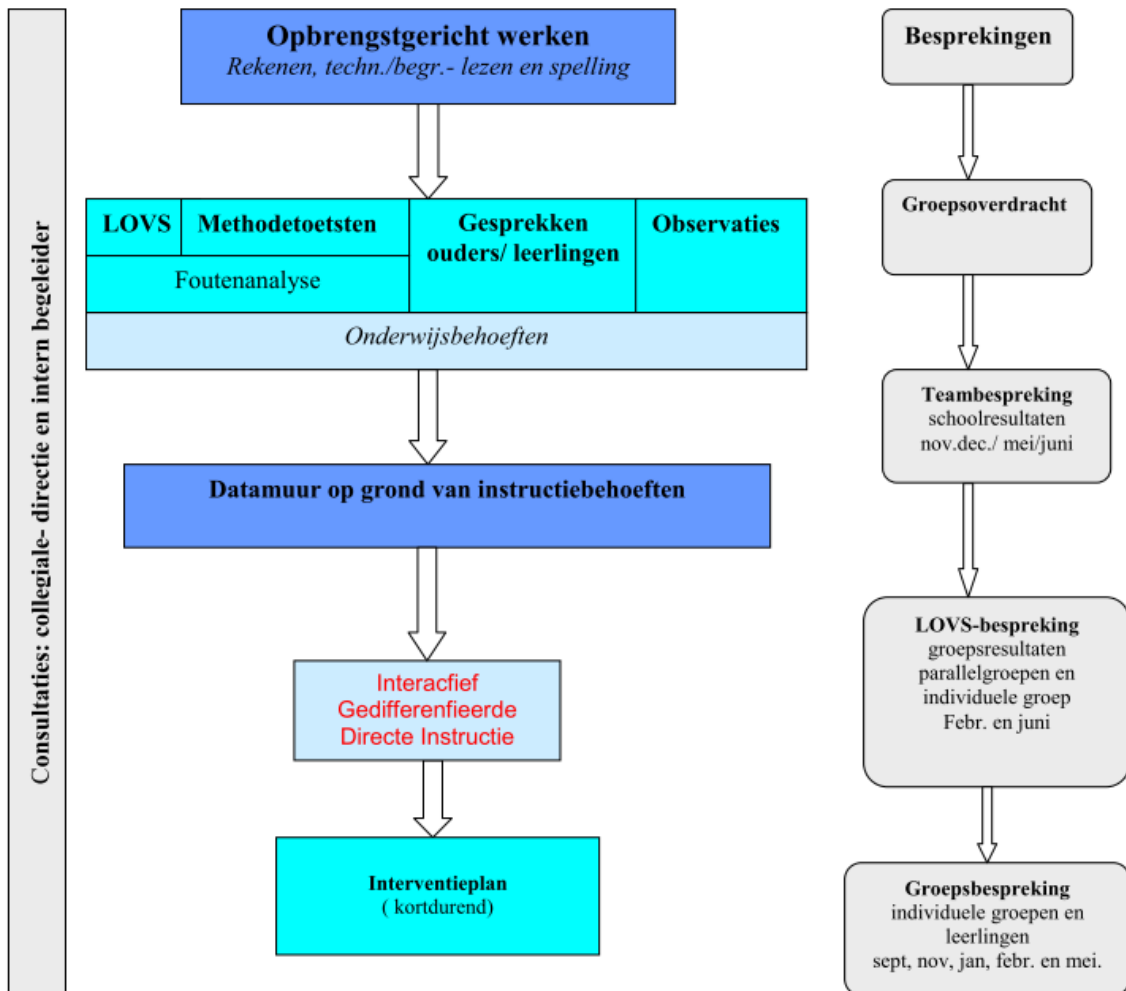 Consultaties: collegiale- directie en intern begeleider
Opbrengstgericht werken
Rekenen, techn./begr.- lezen en spelling
LOVS
Methodetoetsten
Foutenanalyse
Gesprekken
ouders/ leerlingen
Observaties
Onderwijsbehoeften
Datamuur op grond van instructiebehoeften
Interacfief
Gedifferenfieerde
Directe Instructie
Interventieplan
( kortdurend)
Besprekingen
Groepsoverdracht
Teambespreking
schoolresultaten
nov.dec./ mei/juni
LOVS-bespreking
groepsresultaten
parallelgroepen en
individuele groep
Febr. en juni
Groepsbespreking
individuele groepen en
leerlingen
sept, nov, jan, febr. en mei.